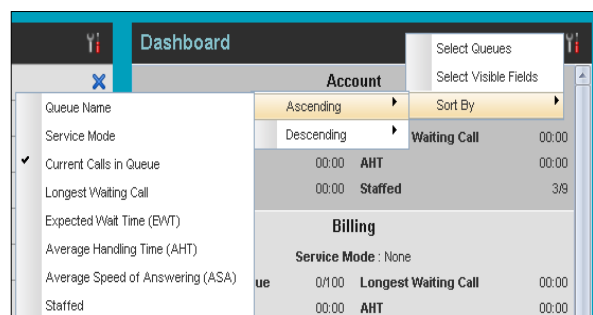 Dashboard
Select Queues
Select Visible Fields
Sort By
Account
Ascending
Descending
Queue Name
Service Mode
Current Calls in Queue
Longest Waiting Call
Expected Wait Time (EWT)
Average Handling Time (AHT)
Average Speed of Answering (ASA)
Staffed
Waiting Call 00:00
00:00 AHT 00:00
00:00 Staffed 3/9
Billing
Service Mode : None
ue 0/100 Longest Waiting Call 00:00
00:00 AHT 00:00